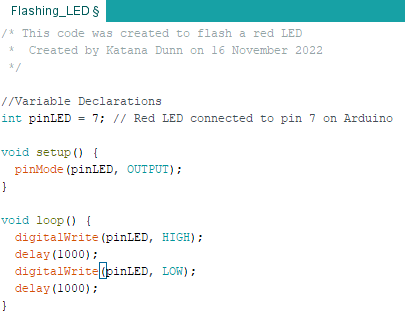 Flashing_LED §
/* This code was created to flash a red LED
 *  Created by Katana Dunn on 16 November 2022
 */
//Variable Declarations
int pinLED = 7; // Red LED connected to pin 7 on Arduino
void setup() {
  pinMode(pinLED, OUTPUT);
}
void loop() {
  digitalWrite(pinLED, HIGH);
  delay(1000);
  digitalWrite(pinLED, LOW);
  delay(1000);
}